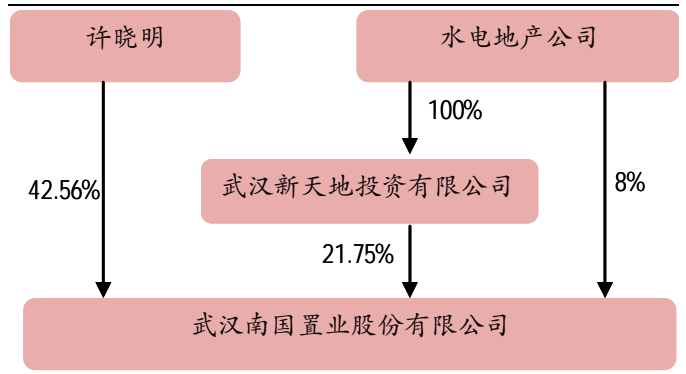 许晓明
水电地产公司
100%
武汉新天地投资有限公司
42.56%
8%
21.75%
武汉南国置业股份有限公司